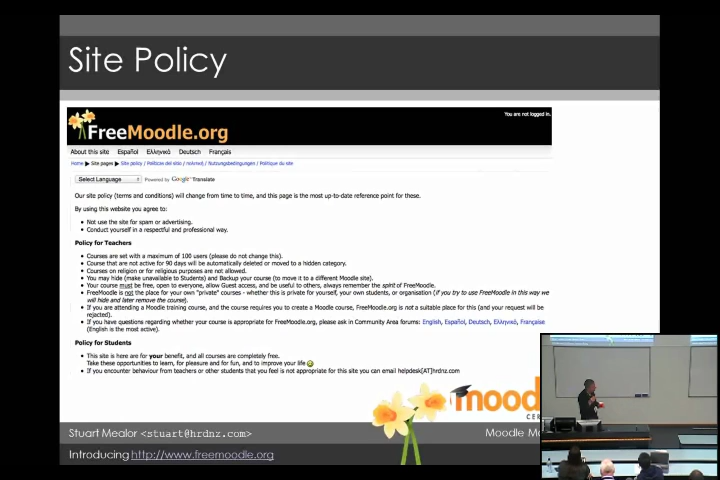 Site Policy
FreeMoodle.org
You are not logged in.
About this site Español Ελληνικά Deutsch Français
Home ▶ Site pages ▶ Site policy / Políticas del sitio / πολιτική / Nutzungsbedingungen / Politique du site
Select Language Powered by Google Translate
Our site policy (terms and conditions) will change from time to time, and this page is the most up-to-date reference point for these.
By using this website you agree to:
• Not use the site for spam or advertising.
• Conduct yourself in a respectful and professional way.
Policy for Teachers
• Courses are set with a maximum of 100 users (please do not change this).
• Course that are not active for 90 days will be automatically deleted or moved to a hidden category.
• Courses on religion or for religious purposes are not allowed.
• You may hide (make unavailable to Students) and Backup your course (to move it to a different Moodle site).
• Your course must be free, open to everyone, allow Guest access, and be useful to others, always remember the spirit of FreeMoodle.
• FreeMoodle is not the place for your own "private" courses - whether this is private for yourself, your own students, or organisation (if you try to use FreeMoodle in this way we
will hide and later remove the course).
• If you are attending a Moodle training course, and the course requires you to create a Moodle course, FreeMoodle.org is not a suitable place for this (and your request will be
rejected).
• If you have questions regarding whether your course is appropriate for FreeMoodle.org, please ask in Community Area forums: English, Español, Deutsch, Ελληνικά, Française
(English is the most active).
Policy for Students
• This site is here are for your benefit, and all courses are completely free.
Take these opportunities to learn, for pleasure and for fun, and to improve your life
• If you encounter behaviour from teachers or other students that you feel is not appropriate for this site you can email helpdesk[AT]hrdnz.com
mood
CER
Stuart Mealor <stuart@hrdnz.com>
Moodle Mo
Introducing http://www.freemoodle.org